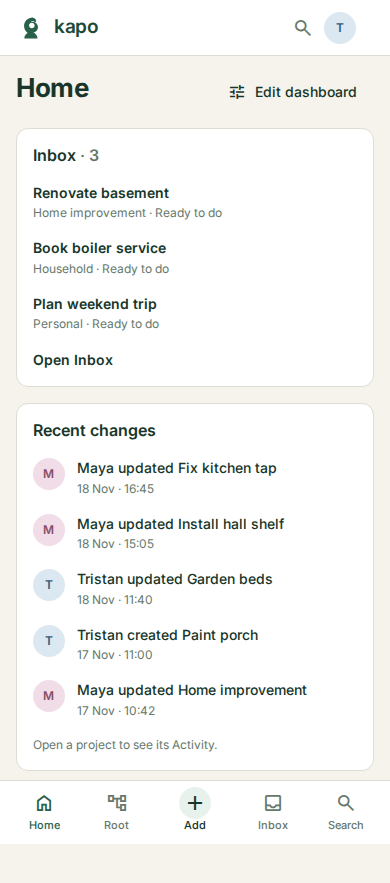 kapo
T
Home
Edit dashboard
Inbox · 3
Renovate basement
Home improvement · Ready to do
Book boiler service
Household · Ready to do
Plan weekend trip
Personal · Ready to do
Open Inbox
Recent changes
M
Maya updated Fix kitchen tap
18 Nov · 16:45
M
Maya updated Install hall shelf
18 Nov · 15:05
T
Tristan updated Garden beds
18 Nov · 11:40
T
Tristan created Paint porch
17 Nov · 11:00
M
Maya updated Home improvement
17 Nov · 10:42
Open a project to see its Activity.
Home
Root
Add
Inbox
Search